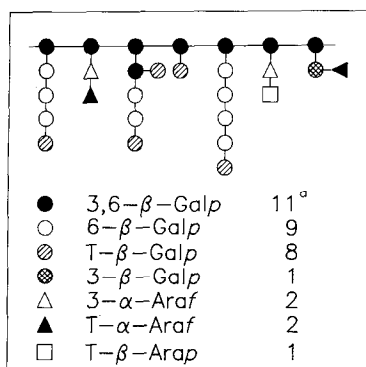 3,6-β-Galp 11ᵃ
6-β-Galp 9
T-β-Galp 8
3-β-Galp 1
3-α-Araf 2
T-α-Araf 2
T-β-Arap 1